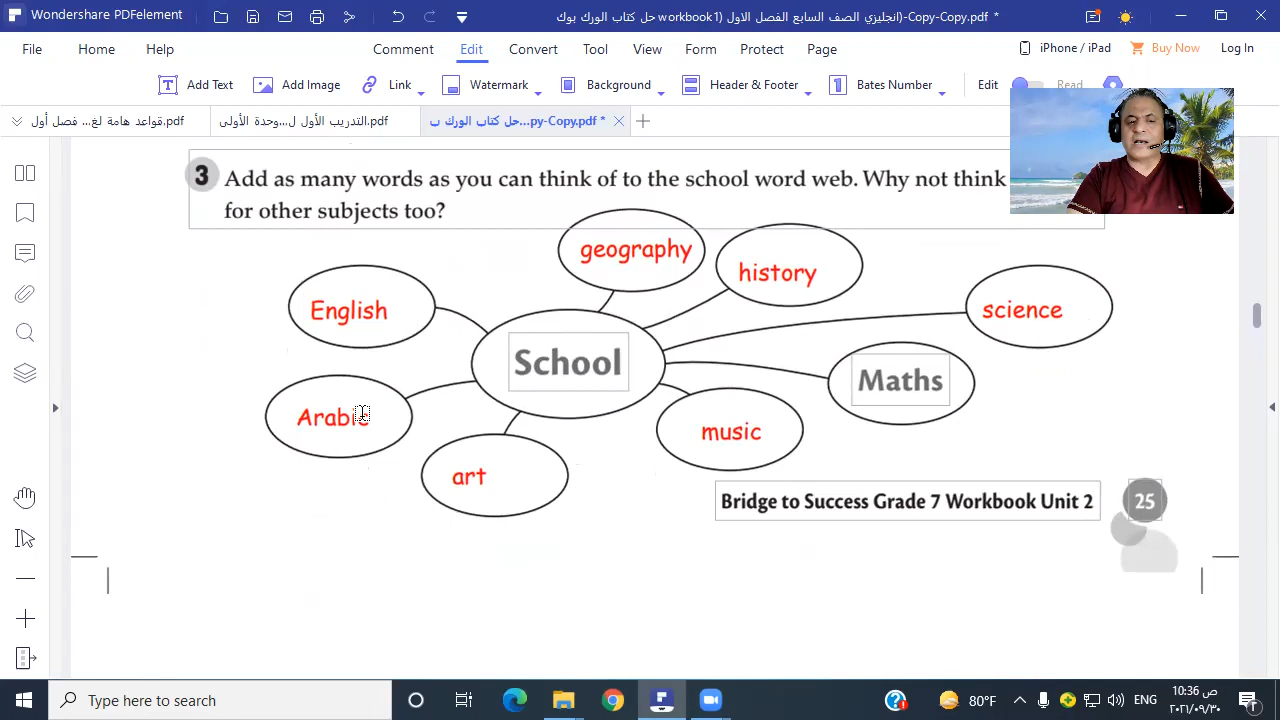 حل كتاب الورك بوك workbook1) انجليزي الصف السابع الفصل الاول)-Copy-Copy.pdf *
File Home Help Comment Edit Convert Tool View Form Protect Page iPhone / iPad Buy Now Log In
Add Text Add Image Link Watermark Background Header & Footer Bates Number Edit Read
قواعد هامة لغ... فصل أول.pdf التدريب الأول ل...وحدة الأولى.pdf حل كتاب الورك ب...py-Copy.pdf *
3 Add as many words as you can think of to the school word web. Why not think
for other subjects too?
geography
history
English
science
School
Maths
Arabic
music
art
Bridge to Success Grade 7 Workbook Unit 2 25
Type here to search
80°F
ENG
10:36 ص
٢٠٢١/٠٩/٣٠